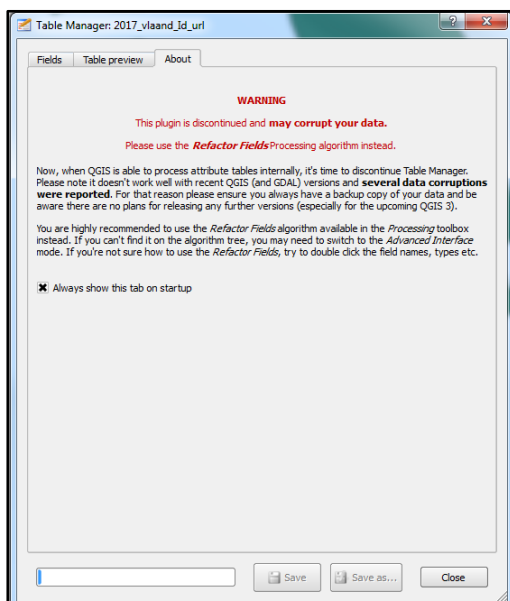 Table Manager: 2017_vlaand_Id_url
Fields Table preview About
WARNING
This plugin is discontinued and may corrupt your data.
Please use the Refactor Fields Processing algorithm instead.
Now, when QGIS is able to process attribute tables internally, it's time to discontinue Table Manager.
Please note it doesn't work well with recent QGIS (and GDAL) versions and several data corruptions
were reported. For that reason please ensure you always have a backup copy of your data and be
aware there are no plans for releasing any further versions (especially for the upcoming QGIS 3).
You are highly recommended to use the Refactor Fields algorithm available in the Processing toolbox
instead. If you can't find it on the algorithm tree, you may need to switch to the Advanced Interface
mode. If you're not sure how to use the Refactor Fields, try to double click the field names, types etc.
Always show this tab on startup
Save Save as... Close